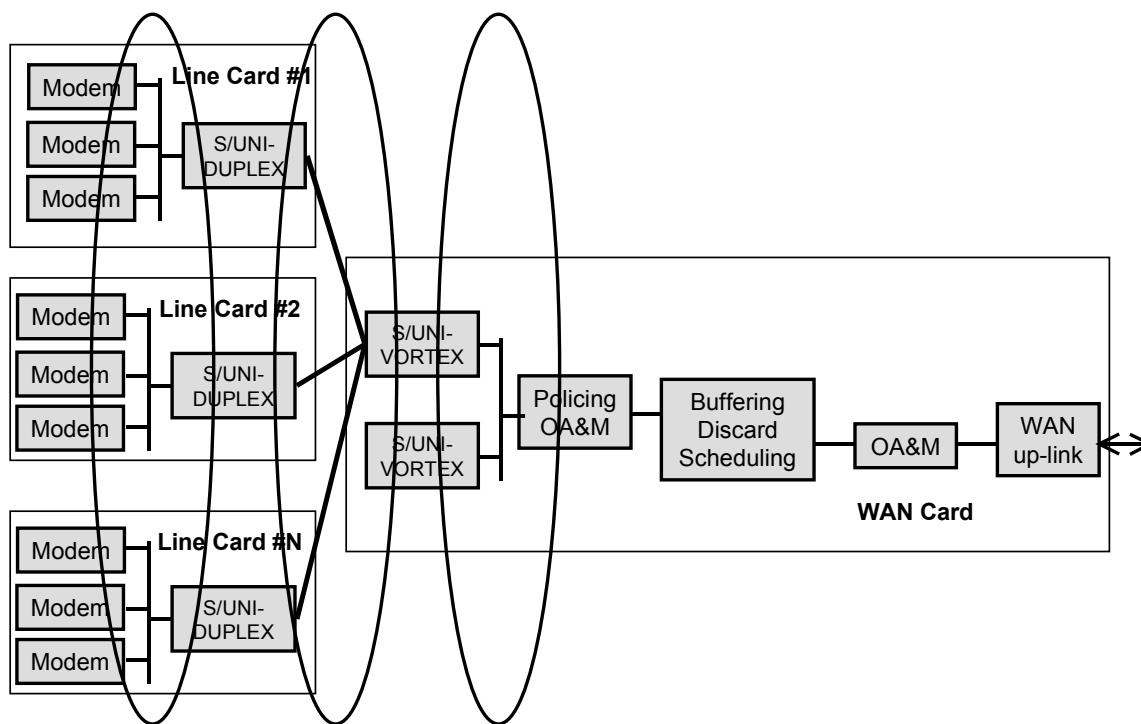 Line Card #1
Modem
Modem
Modem
S/UNI-
DUPLEX
Line Card #2
Modem
Modem
Modem
S/UNI-
DUPLEX
Line Card #N
Modem
Modem
Modem
S/UNI-
DUPLEX
S/UNI-
VORTEX
S/UNI-
VORTEX
Policing
OA&M
Buffering
Discard
Scheduling
OA&M
WAN
up-link
WAN Card